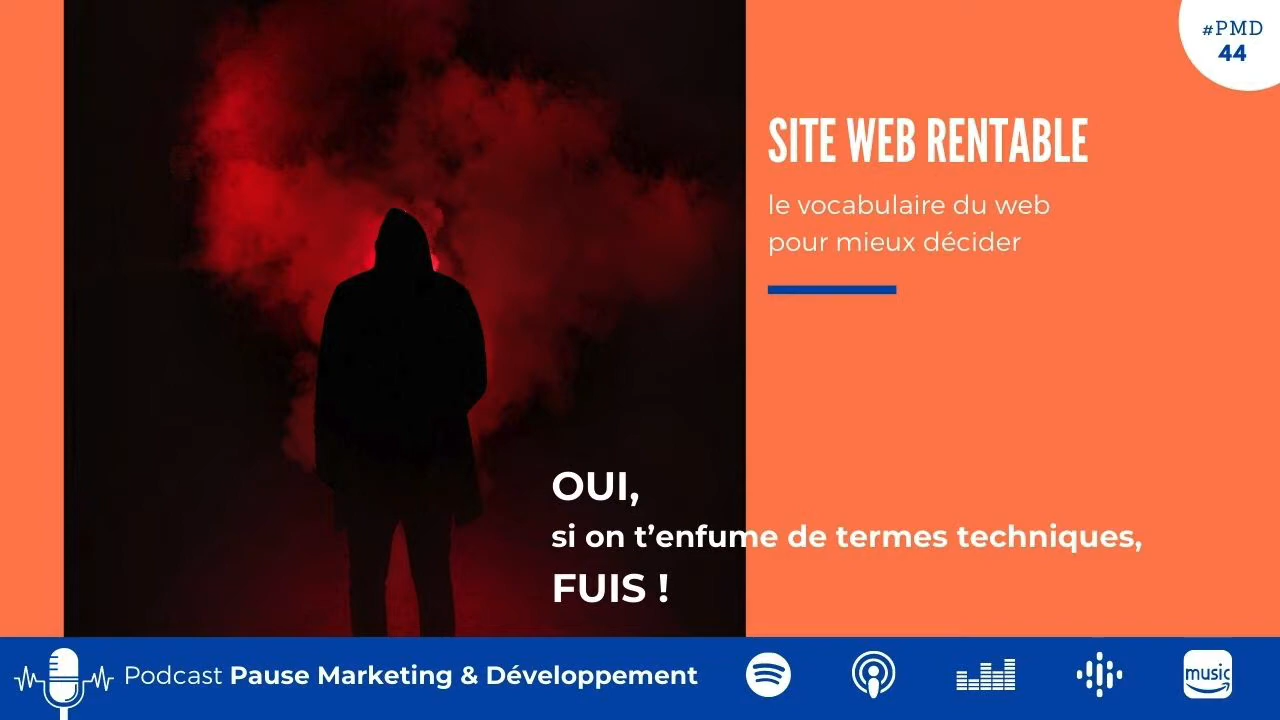 #PMD
44
SITE WEB RENTABLE
le vocabulaire du web
pour mieux décider
OUI,
si on t’enfume de termes techniques,
FUIS !
Podcast Pause Marketing & Développement
music